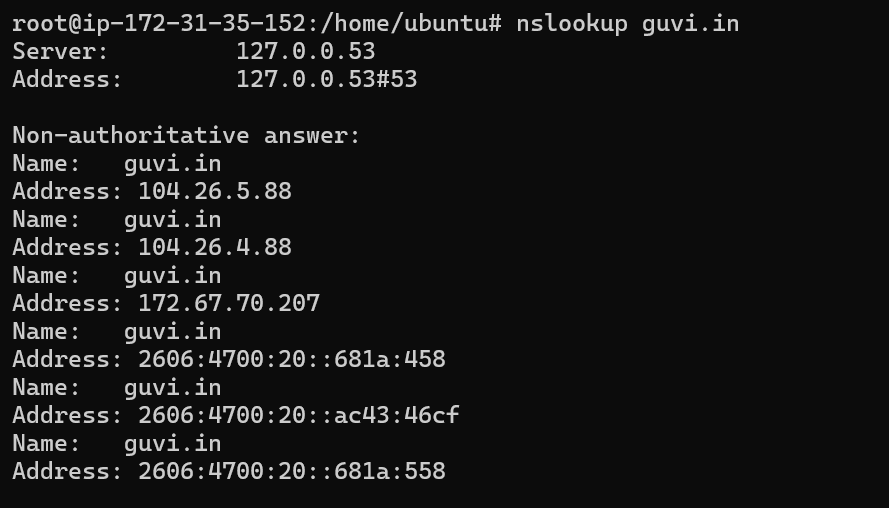 root@ip-172-31-35-152:/home/ubuntu# nslookup guvi.in
Server:         127.0.0.53
Address:        127.0.0.53#53

Non-authoritative answer:
Name:   guvi.in
Address: 104.26.5.88
Name:   guvi.in
Address: 104.26.4.88
Name:   guvi.in
Address: 172.67.70.207
Name:   guvi.in
Address: 2606:4700:20::681a:458
Name:   guvi.in
Address: 2606:4700:20::ac43:46cf
Name:   guvi.in
Address: 2606:4700:20::681a:558